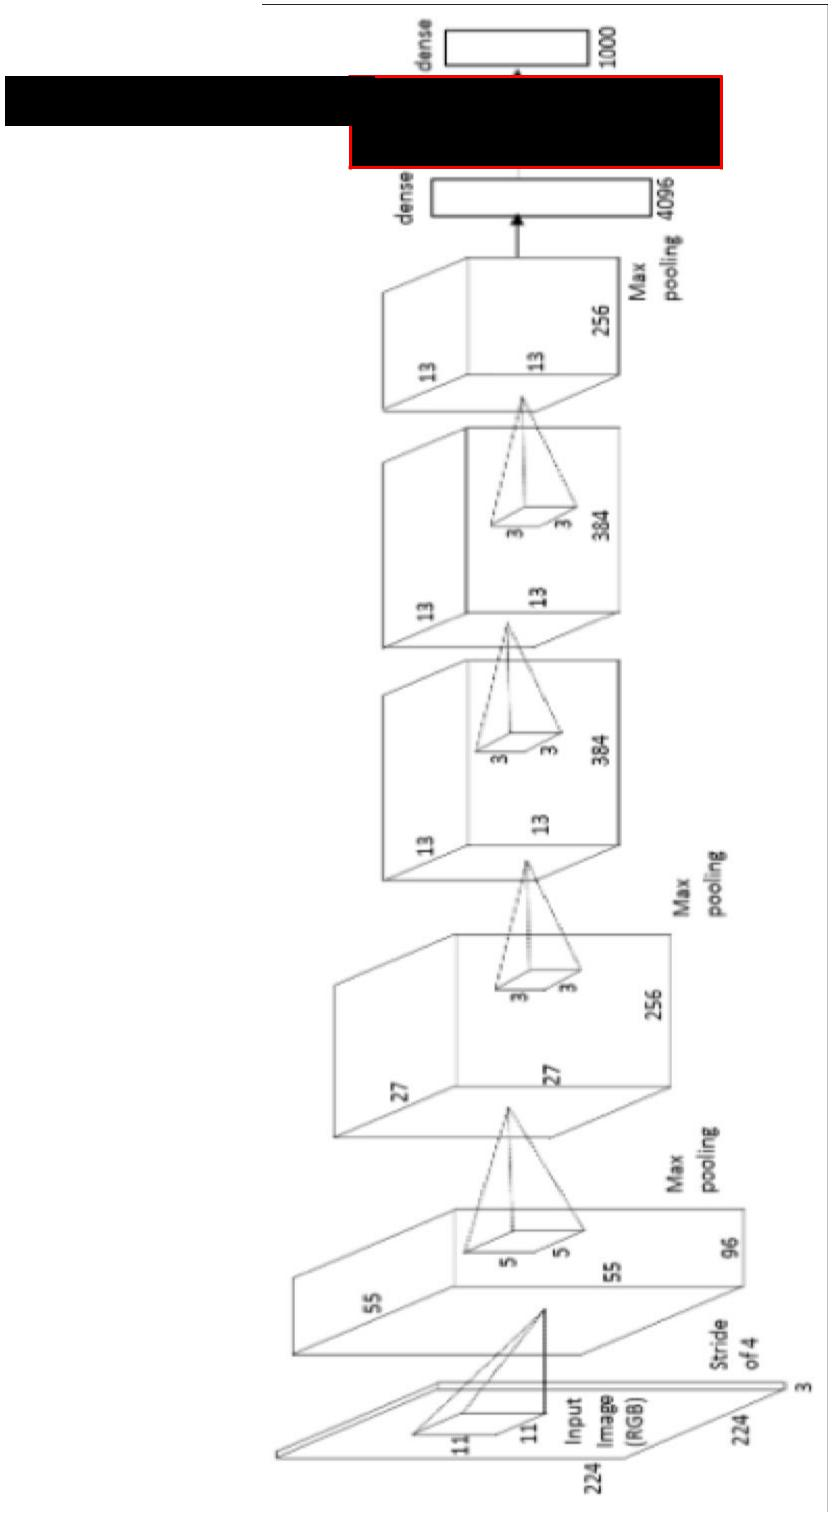 224
224
3
11
11
Input
Image
(RGB)
Stride
of 4
55
55
96
5
5
Max
pooling
27
27
256
3
3
Max
pooling
13
13
384
3
3
13
13
384
3
3
13
13
256
Max
pooling
dense
4096
dense
1000